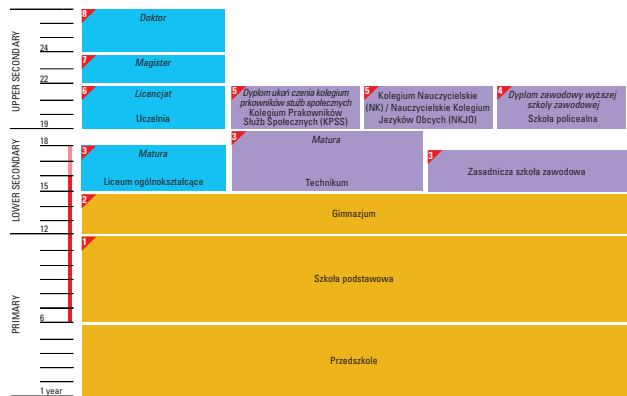 UPPER SECONDARY
LOWER SECONDARY
PRIMARY
24
22
19
18
15
12
6
1 year
8
Doktor
7
Magister
6
Licencjat
Uczelnia
5
Dyplom ukoń czenia kolegium
prkowników stużb społecznych
Kolegium Prakowników
Służb Społecznych (KPSS)
5
Kolegium Nauczycielskie
(NK) / Nauczycielskie Kolegium
Jezyków Obcych (NKJO)
4
Dyplom zawodowy wyższej
szkoly zawodowej
Szkoła policealna
3
Matura
Liceum ogólnokształcące
3
Matura
Technikum
3
Zasadnicza szkoła zawodowa
2
Gimnazjum
1
Szkoła podstawowa
Przedszkole